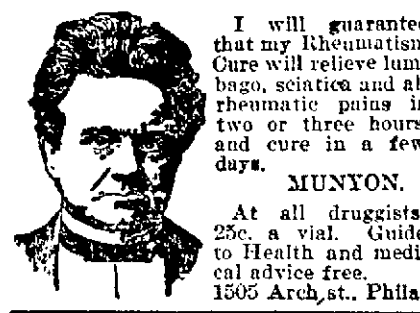 I will guarantee
that my Rheumatism
Cure will relieve lum-
bago, sciatica and all
rheumatic pains in
two or three hours,
and cure in a few
days.
MUNYON.
At all druggists,
25c. a vial. Guide
to Health and medi-
cal advice free.
1505 Arch st., Phila.